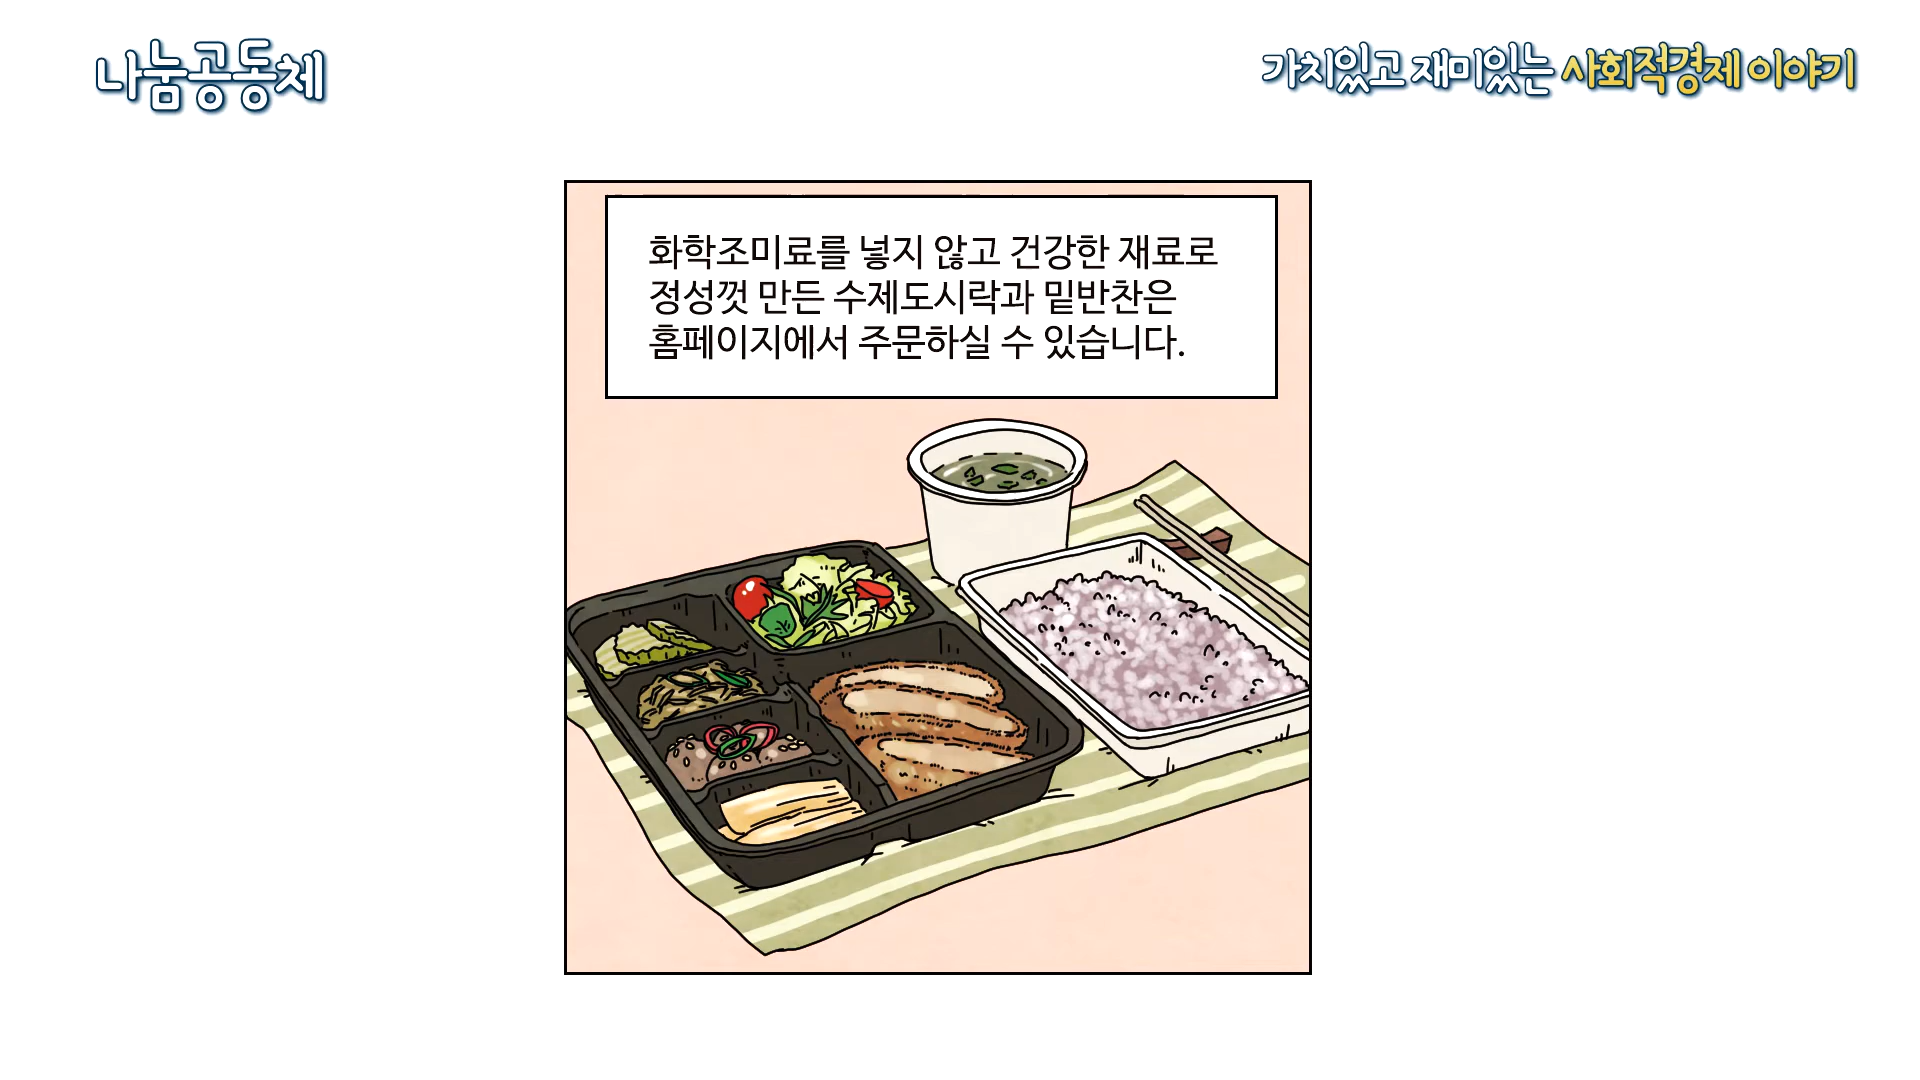 나눔공동체
가치있고 재미있는 사회적경제 이야기
화학조미료를 넣지 않고 건강한 재료로
정성껏 만든 수제도시락과 밑반찬은
홈페이지에서 주문하실 수 있습니다.